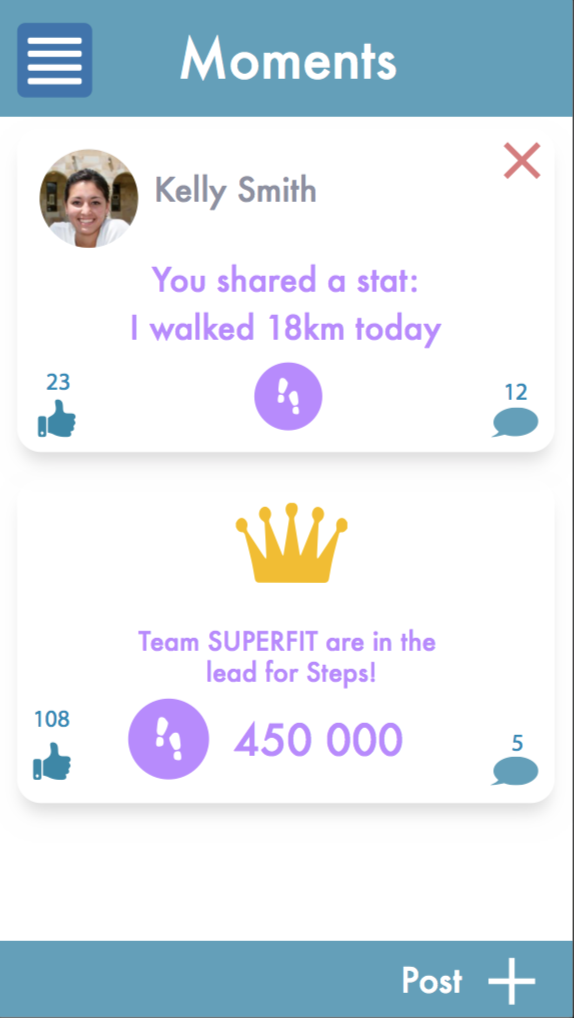 Moments
Kelly Smith
You shared a stat:
I walked 18km today
23
12
Team SUPERFIT are in the
lead for Steps!
108
450 000
5
Post